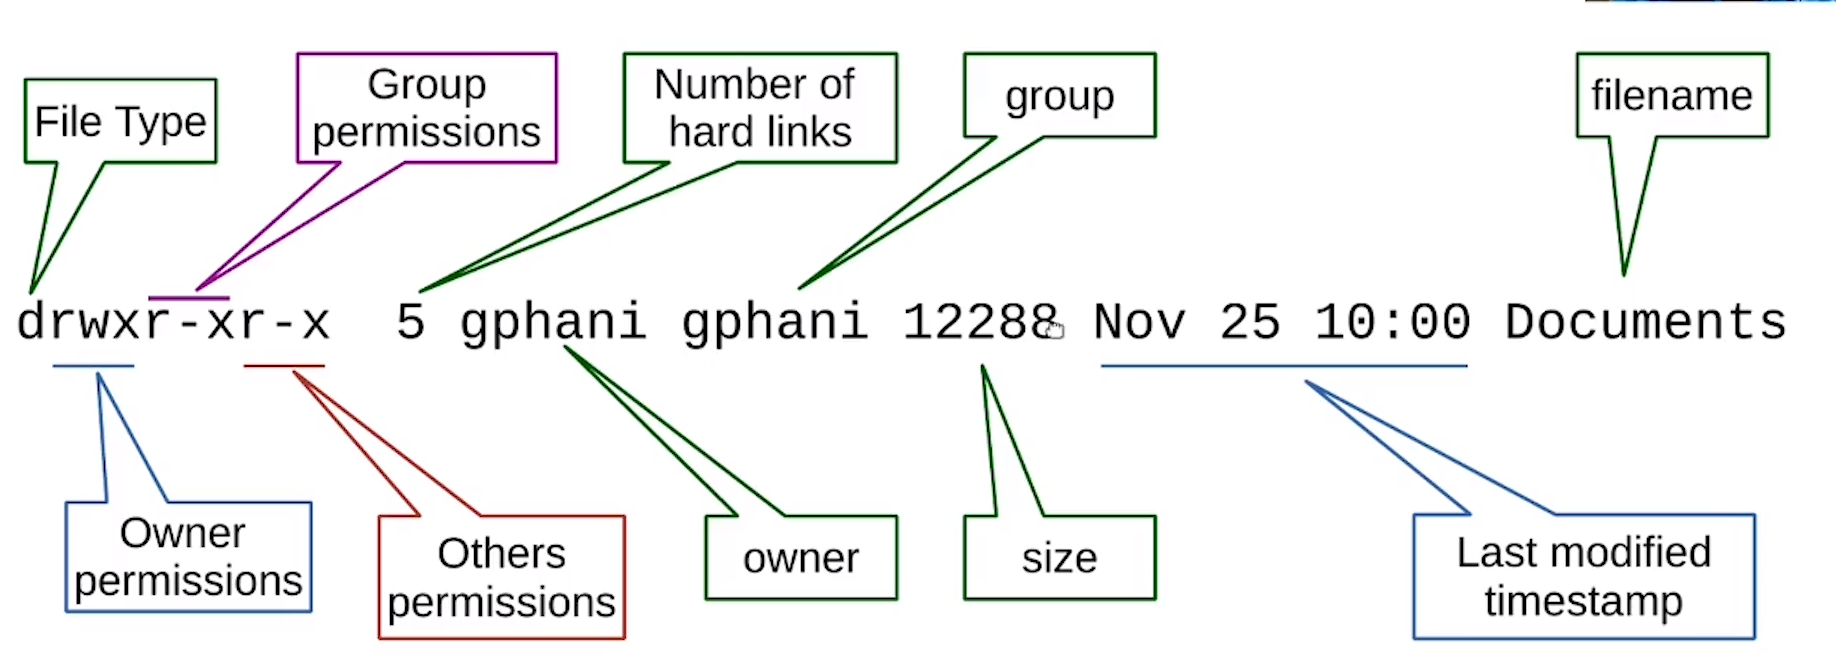 File Type
Group
permissions
Number of
hard links
group
filename
drwxr-xr-x  5 gphani gphani 12288 Nov 25 10:00 Documents
Owner
permissions
Others
permissions
owner
size
Last modified
timestamp